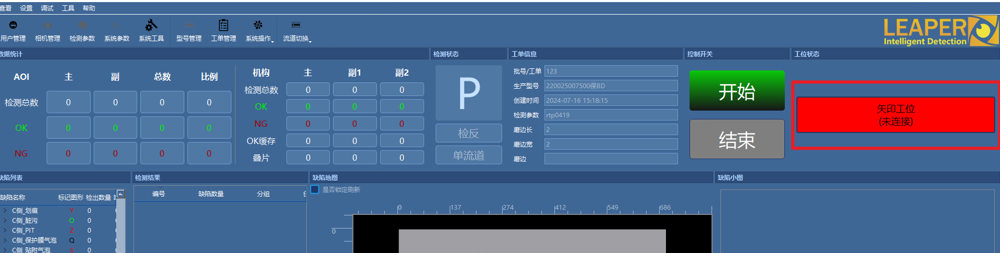 查看 设置 调试 工具 帮助
用户管理 相机管理 检测参数 系统参数 系统工具 型号管理 工单管理 系统操作 流道切换
LEAPER
Intelligent Detection
数据统计 检测状态 工单信息 控制开关 工位状态
AOI 主 副 总数 比例
检测总数 0 0 0 0
OK 0 0 0 0
NG 0 0 0 0
机构 主 副1 副2
检测总数 0 0 0
OK 0 0 0
NG 0 0 0
OK缓存 0 0 0
叠片 0 0 0
P
检反
单流道
批号/工单 123
生产型号 220025007500保BD
创建时间 2024-07-16 15:18:15
检测参数 rtp0419
磨边长 2
磨边宽 2
磨边
开始
结束
矢印工位
(未连接)
缺陷列表 检测结果 缺陷地图 缺陷小图
缺陷名称 标记图形 检出数量
C侧_划痕 Y 0
C侧_脏污 O 0
C侧_PIT Z 0
C侧_保护膜气泡 Q 0
C侧_贴附气泡 S 0
编号 缺陷数量 分组
是否锁定刷新
0 137 274 412 549 686
0